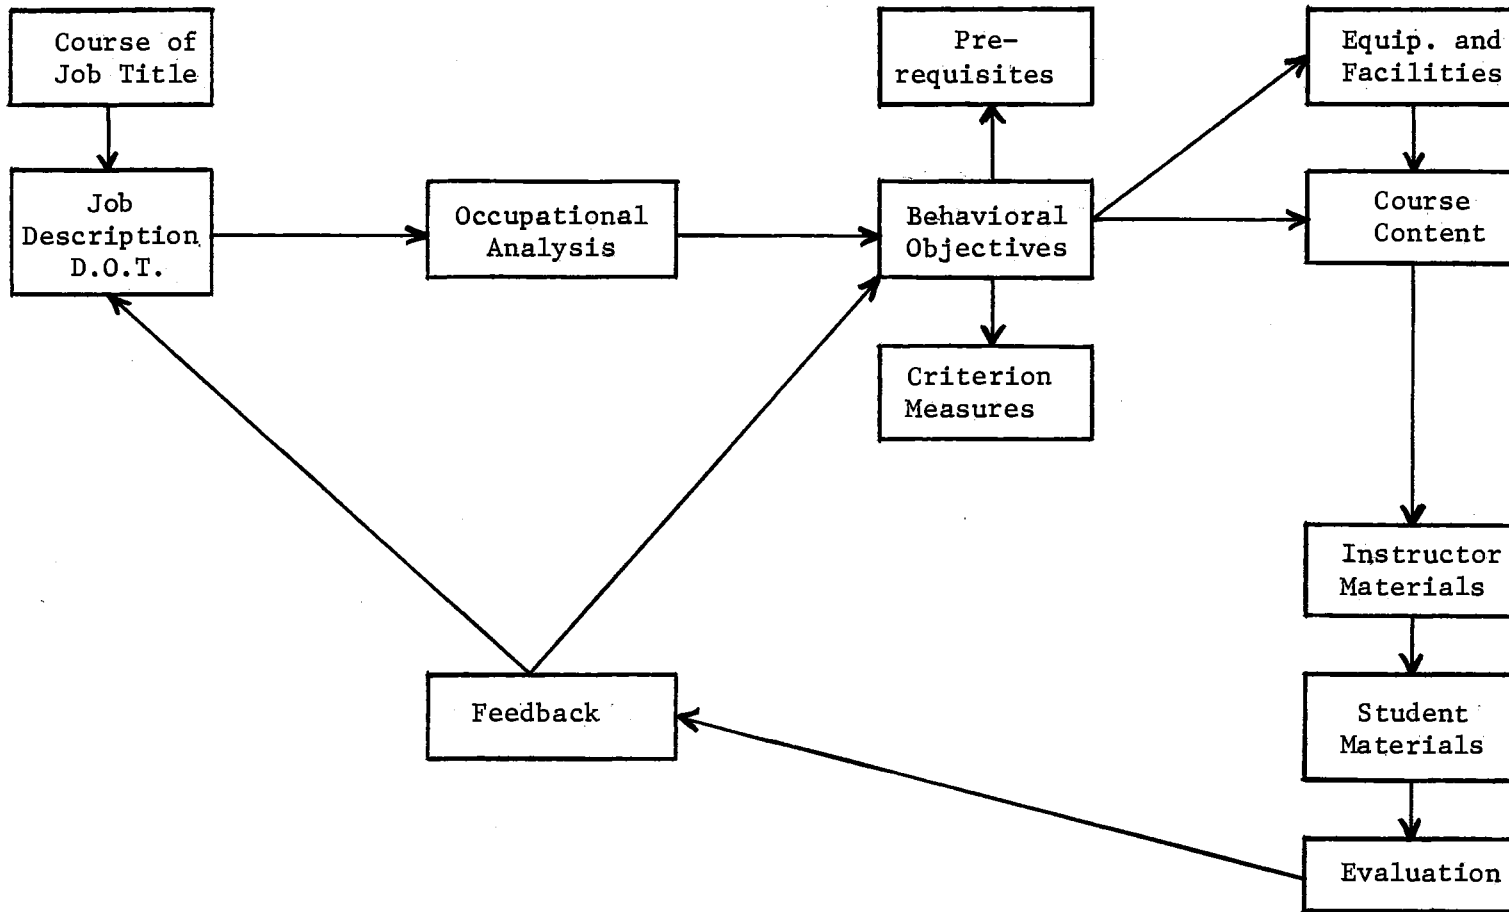 Course of
Job Title
Job
Description
D.O.T.
Occupational
Analysis
Pre-
requisites
Behavioral
Objectives
Criterion
Measures
Equip. and
Facilities
Course
Content
Instructor
Materials
Student
Materials
Evaluation
Feedback